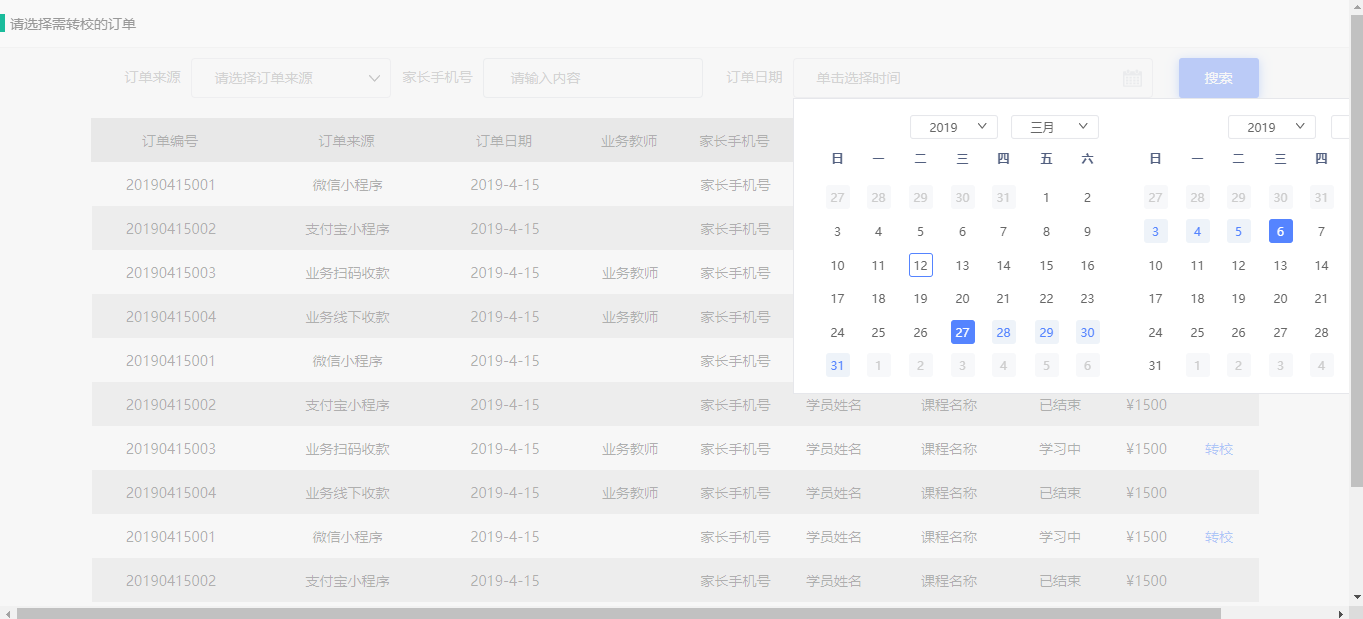 请选择需转校的订单
订单来源 请选择订单来源 家长手机号 请输入内容 订单日期 单击选择时间 搜索
2019 三月 2019
日 一 二 三 四 五 六 日 一 二 三 四
27 28 29 30 31 1 2 27 28 29 30 31
3 4 5 6 7 8 9 3 4 5 6 7
10 11 12 13 14 15 16 10 11 12 13 14
17 18 19 20 21 22 23 17 18 19 20 21
24 25 26 27 28 29 30 24 25 26 27 28
31 1 2 3 4 5 6 31 1 2 3 4
订单编号 订单来源 订单日期 业务教师 家长手机号
20190415001 微信小程序 2019-4-15 家长手机号
20190415002 支付宝小程序 2019-4-15 家长手机号
20190415003 业务扫码收款 2019-4-15 业务教师 家长手机号
20190415004 业务线下收款 2019-4-15 业务教师 家长手机号
20190415001 微信小程序 2019-4-15 家长手机号
20190415002 支付宝小程序 2019-4-15 家长手机号 学员姓名 课程名称 已结束 ¥1500
20190415003 业务扫码收款 2019-4-15 业务教师 家长手机号 学员姓名 课程名称 学习中 ¥1500 转校
20190415004 业务线下收款 2019-4-15 业务教师 家长手机号 学员姓名 课程名称 已结束 ¥1500
20190415001 微信小程序 2019-4-15 家长手机号 学员姓名 课程名称 学习中 ¥1500 转校
20190415002 支付宝小程序 2019-4-15 家长手机号 学员姓名 课程名称 已结束 ¥1500